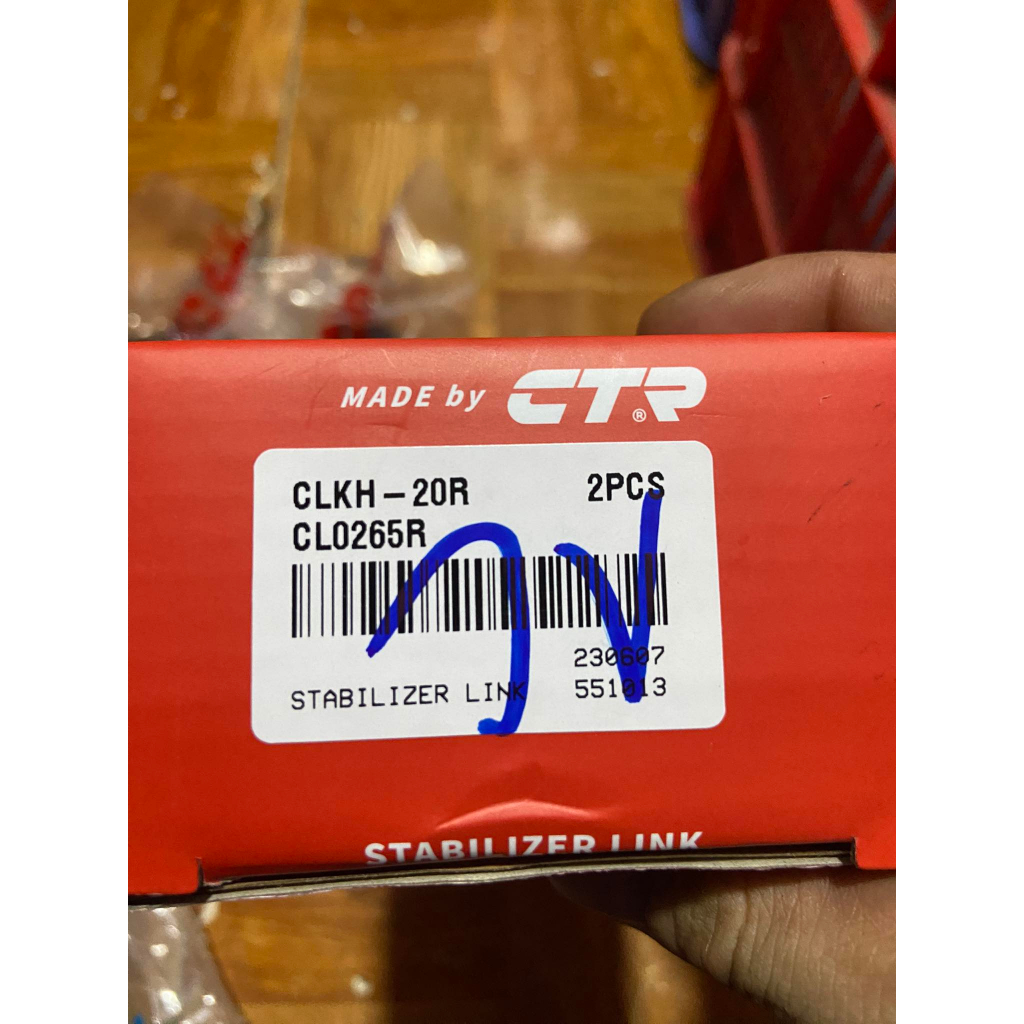 MADE by CTR®
CLKH-20R 2PCS
CL0265R
230607
STABILIZER LINK 551013
STABILIZER LINK